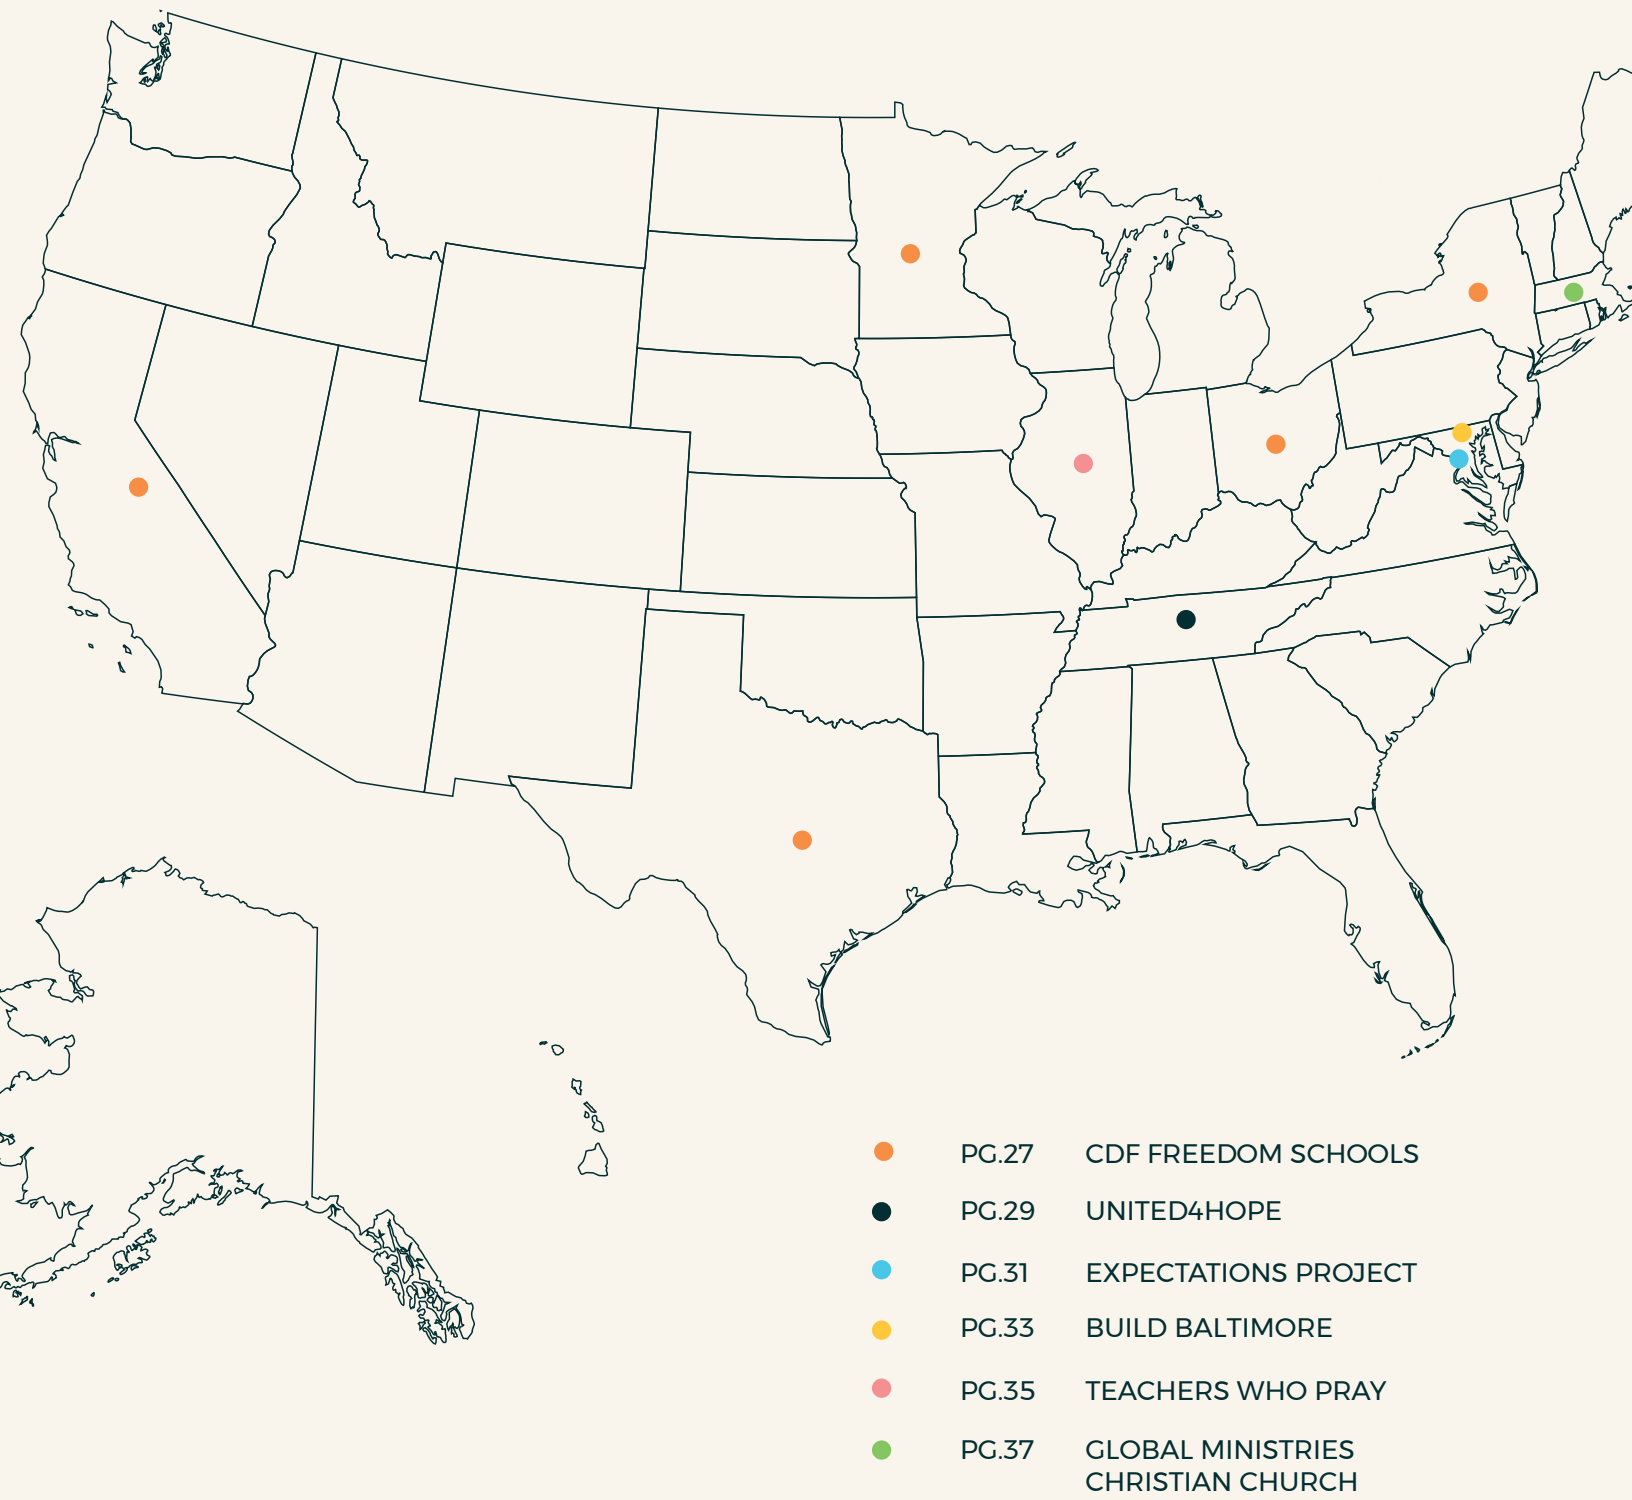 PG.27 CDF FREEDOM SCHOOLS
PG.29 UNITED4HOPE
PG.31 EXPECTATIONS PROJECT
PG.33 BUILD BALTIMORE
PG.35 TEACHERS WHO PRAY
PG.37 GLOBAL MINISTRIES
CHRISTIAN CHURCH